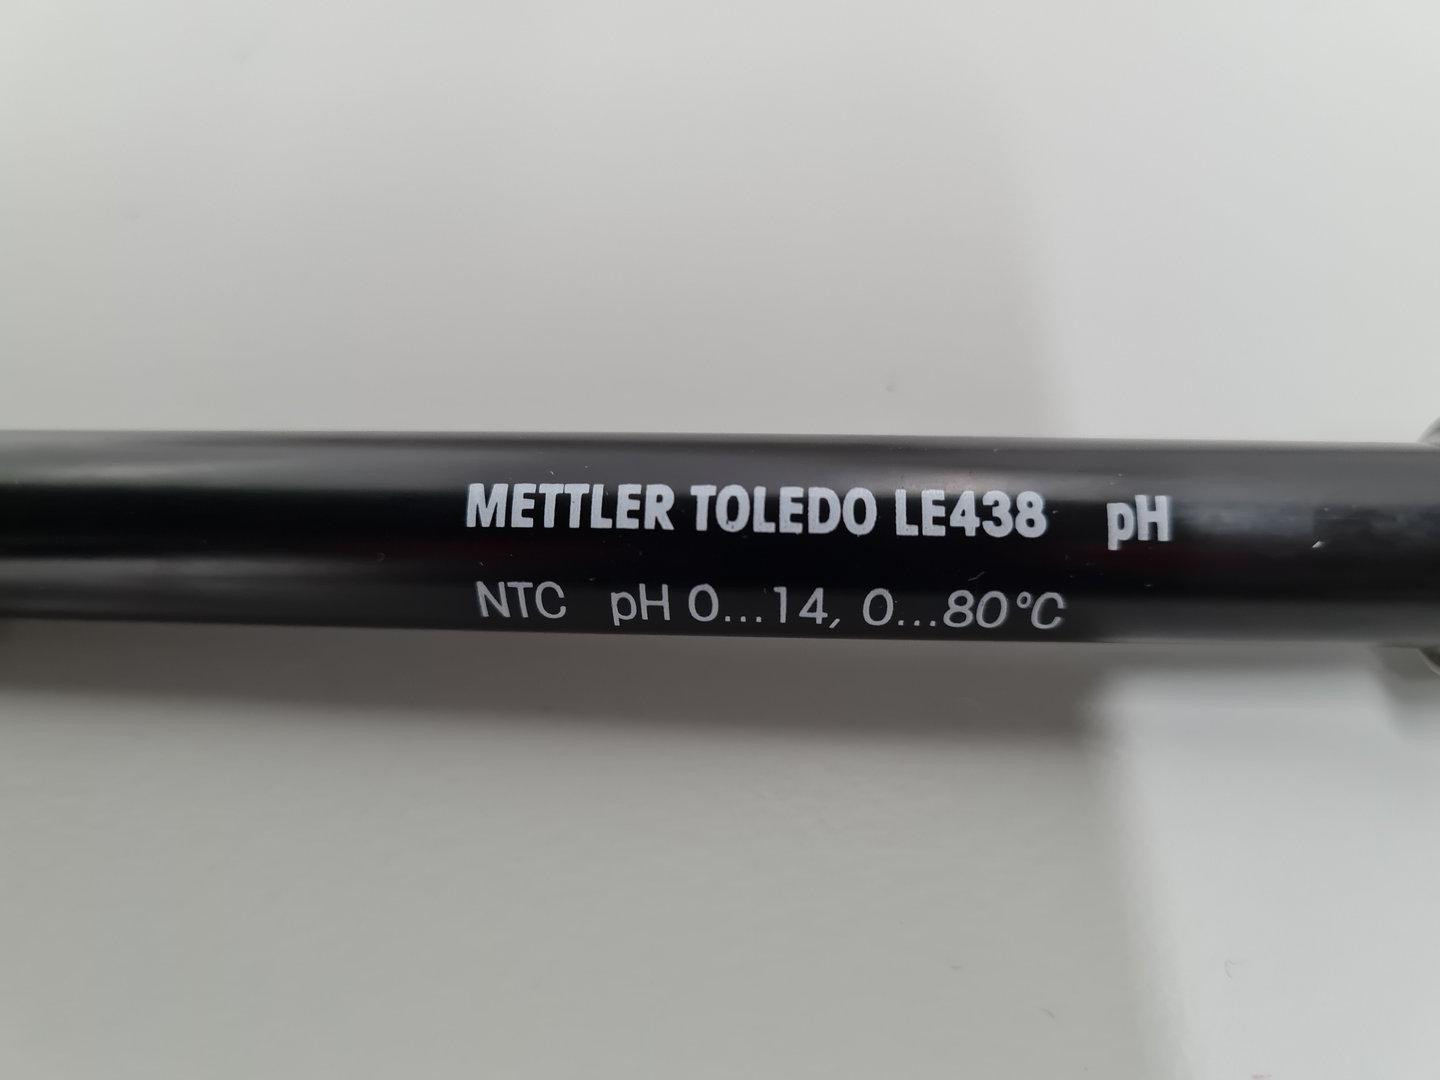 METTLER TOLEDO LE438 pH
NTC pH 0...14, 0...80°C